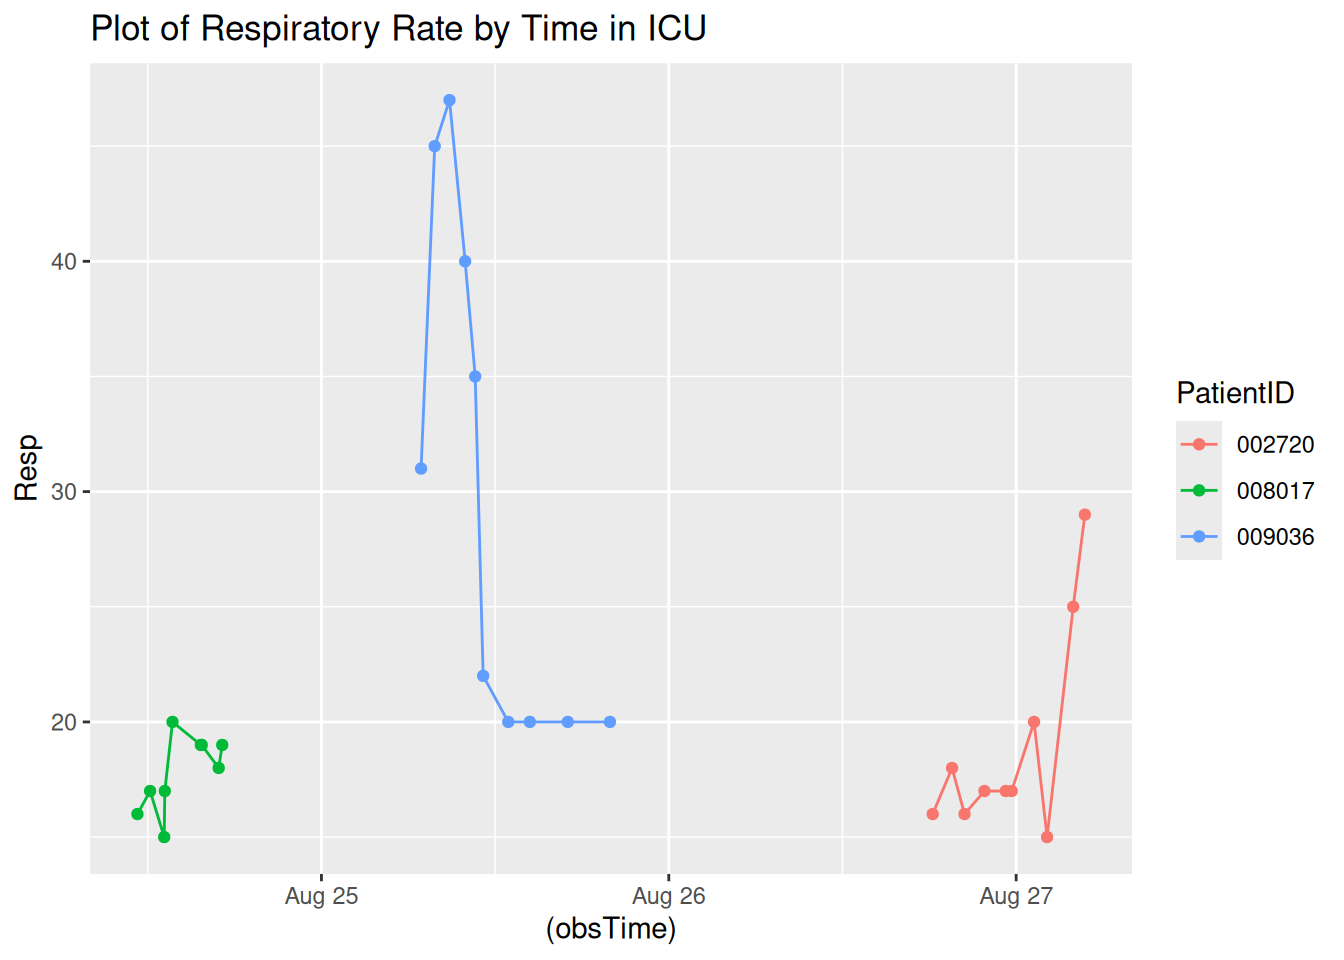 Plot of Respiratory Rate by Time in ICU
Resp
40
30
20
Aug 25
Aug 26
Aug 27
(obsTime)
PatientID
002720
008017
009036